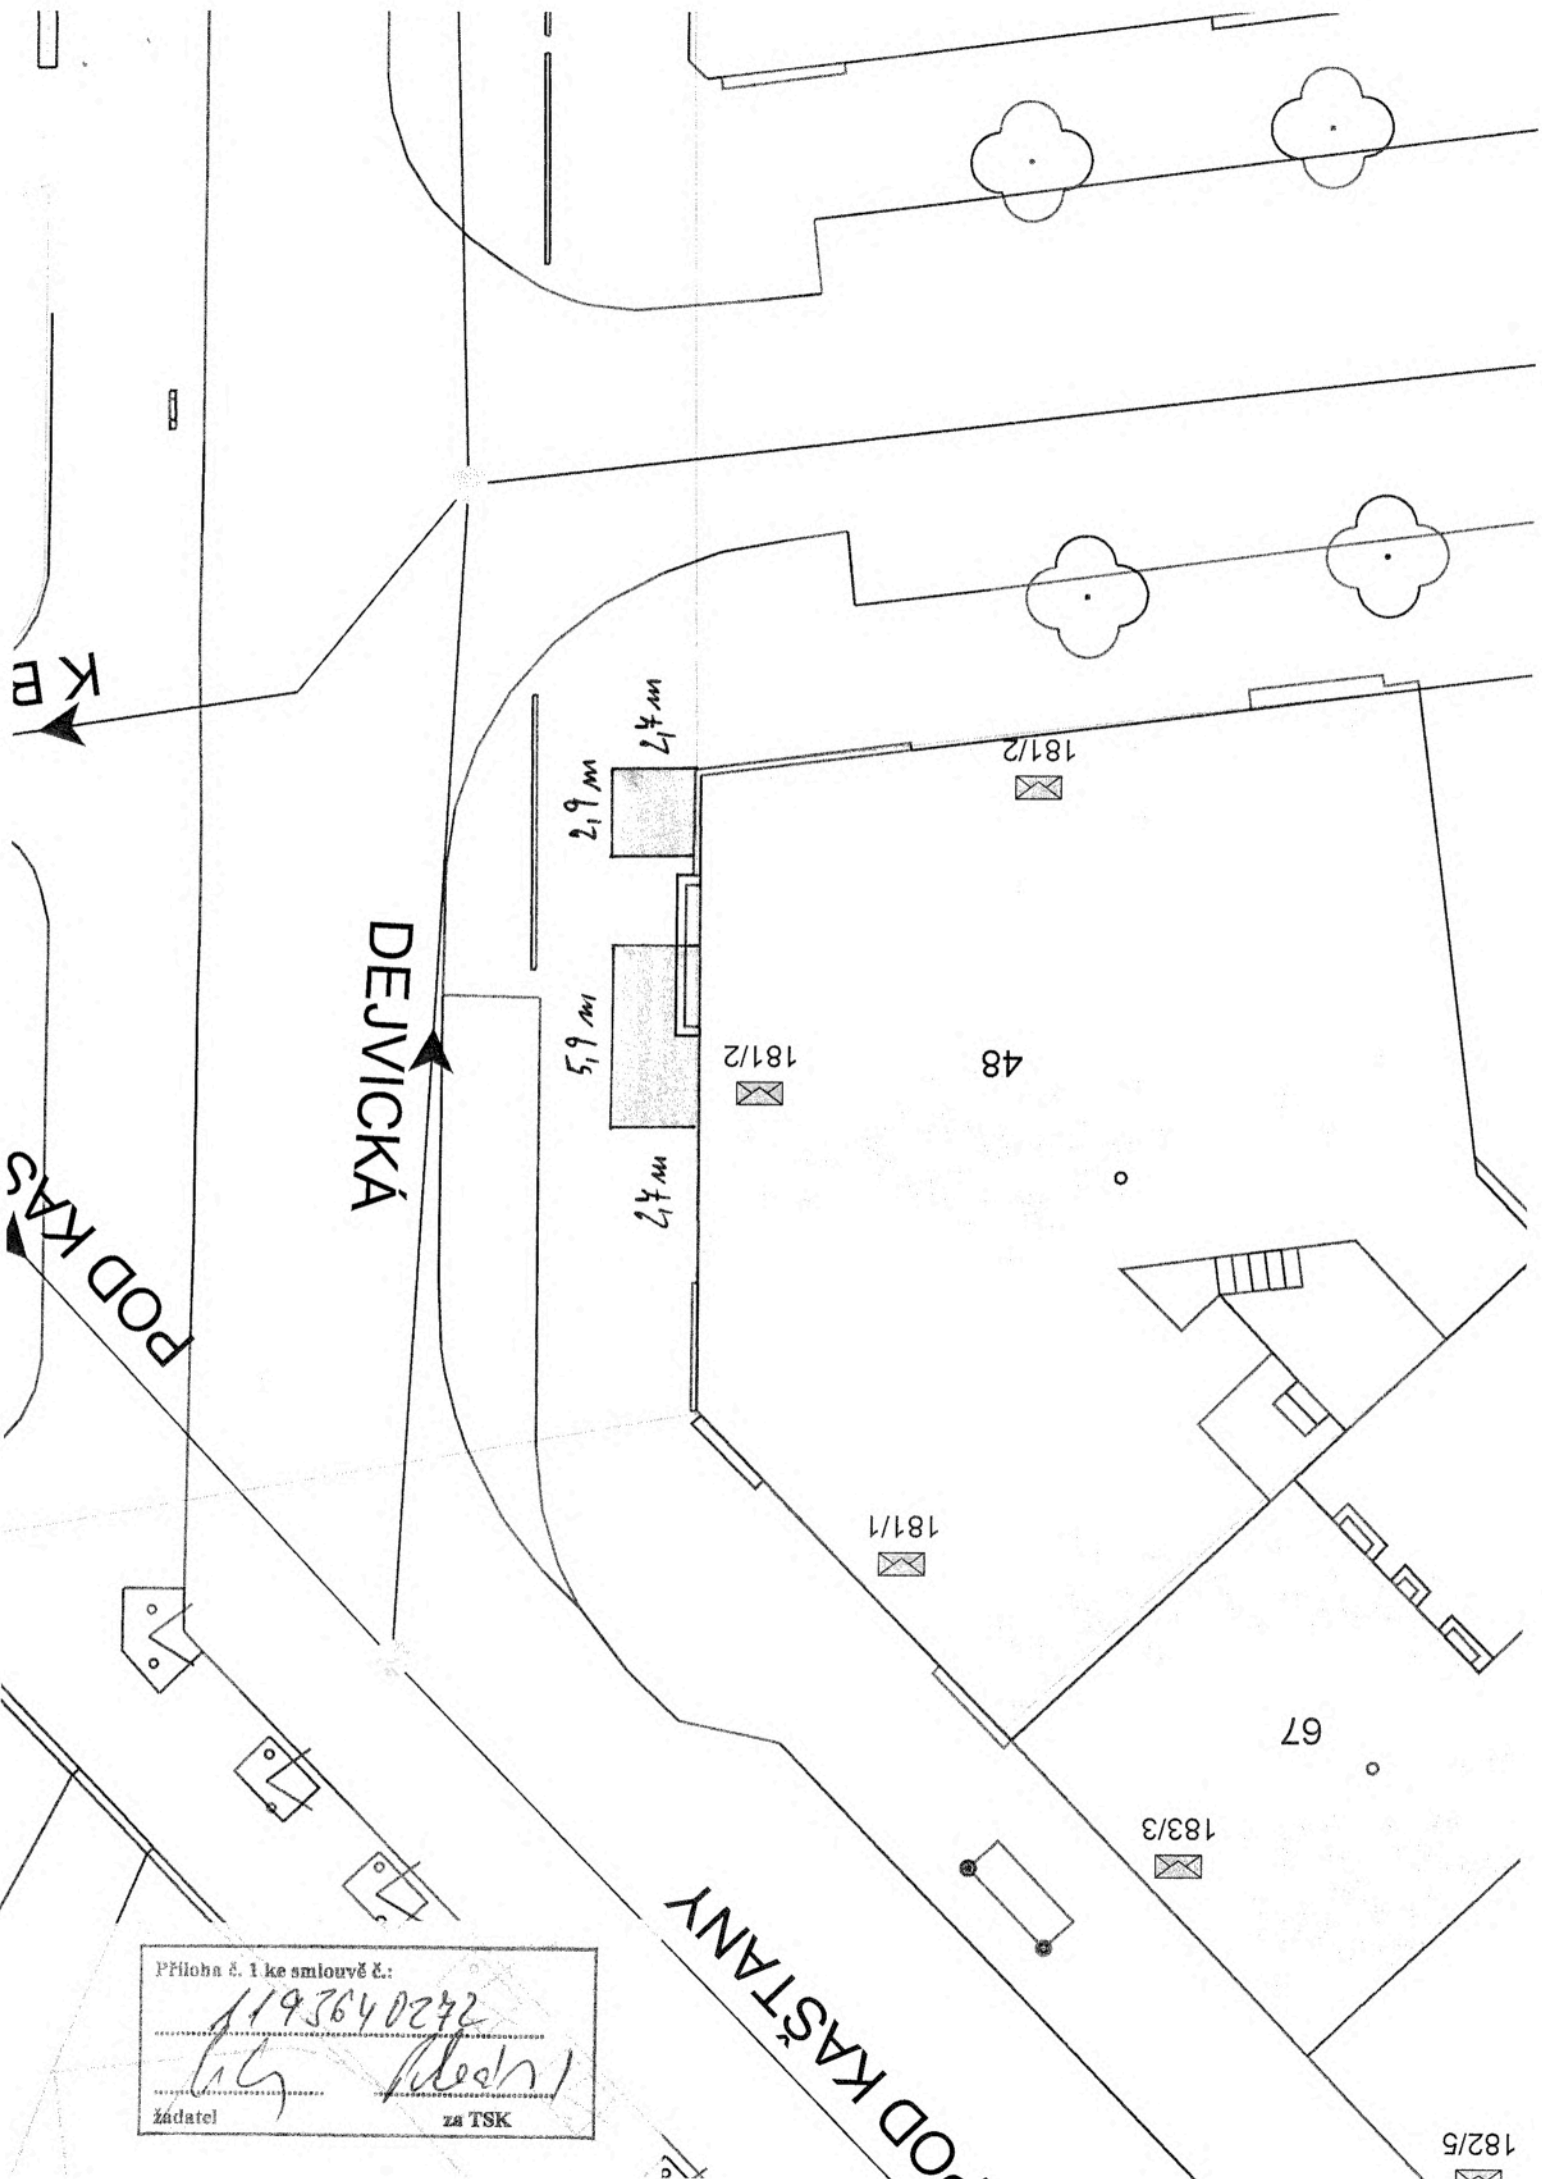 K B
2,7 m
2,9 m
181/2
DEJVICKÁ
5,9 m
181/2
48
2,7 m
POD KAŠ
181/1
67
183/3
POD KAŠTANY
Příloha č. 1 ke smlouvě č.:
1193640272
žadatel
za TSK
182/5